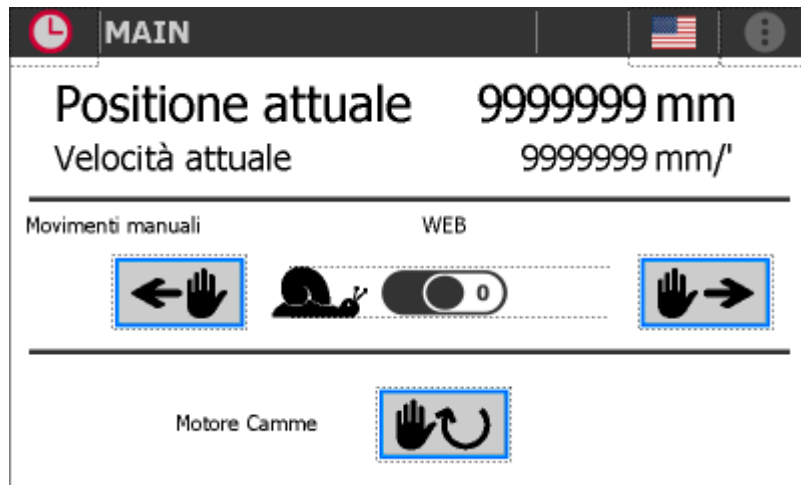 MAIN
Positione attuale 9999999 mm
Velocità attuale 9999999 mm/'
Movimenti manuali WEB
0
Motore Camme